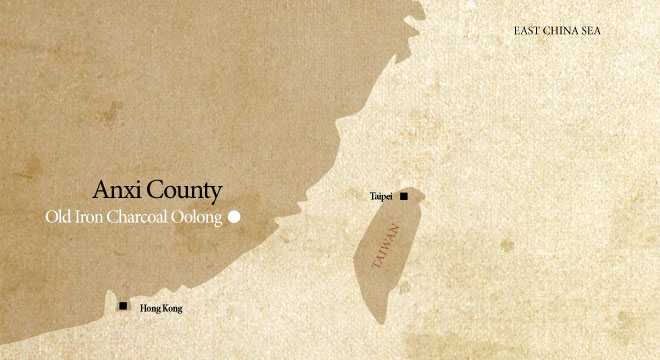 EAST CHINA SEA
Anxi County
Old Iron Charcoal Oolong
Taipei
TAIWAN
Hong Kong